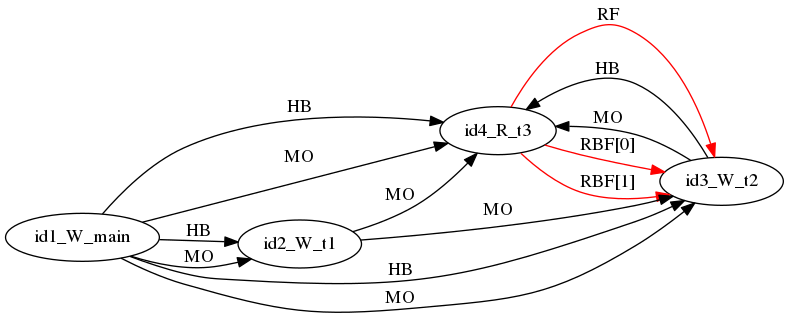 RF
HB
HB
MO
id4_R_t3
RBF[0]
MO
RBF[1]
id3_W_t2
MO
MO
HB
id1_W_main
id2_W_t1
MO
HB
MO